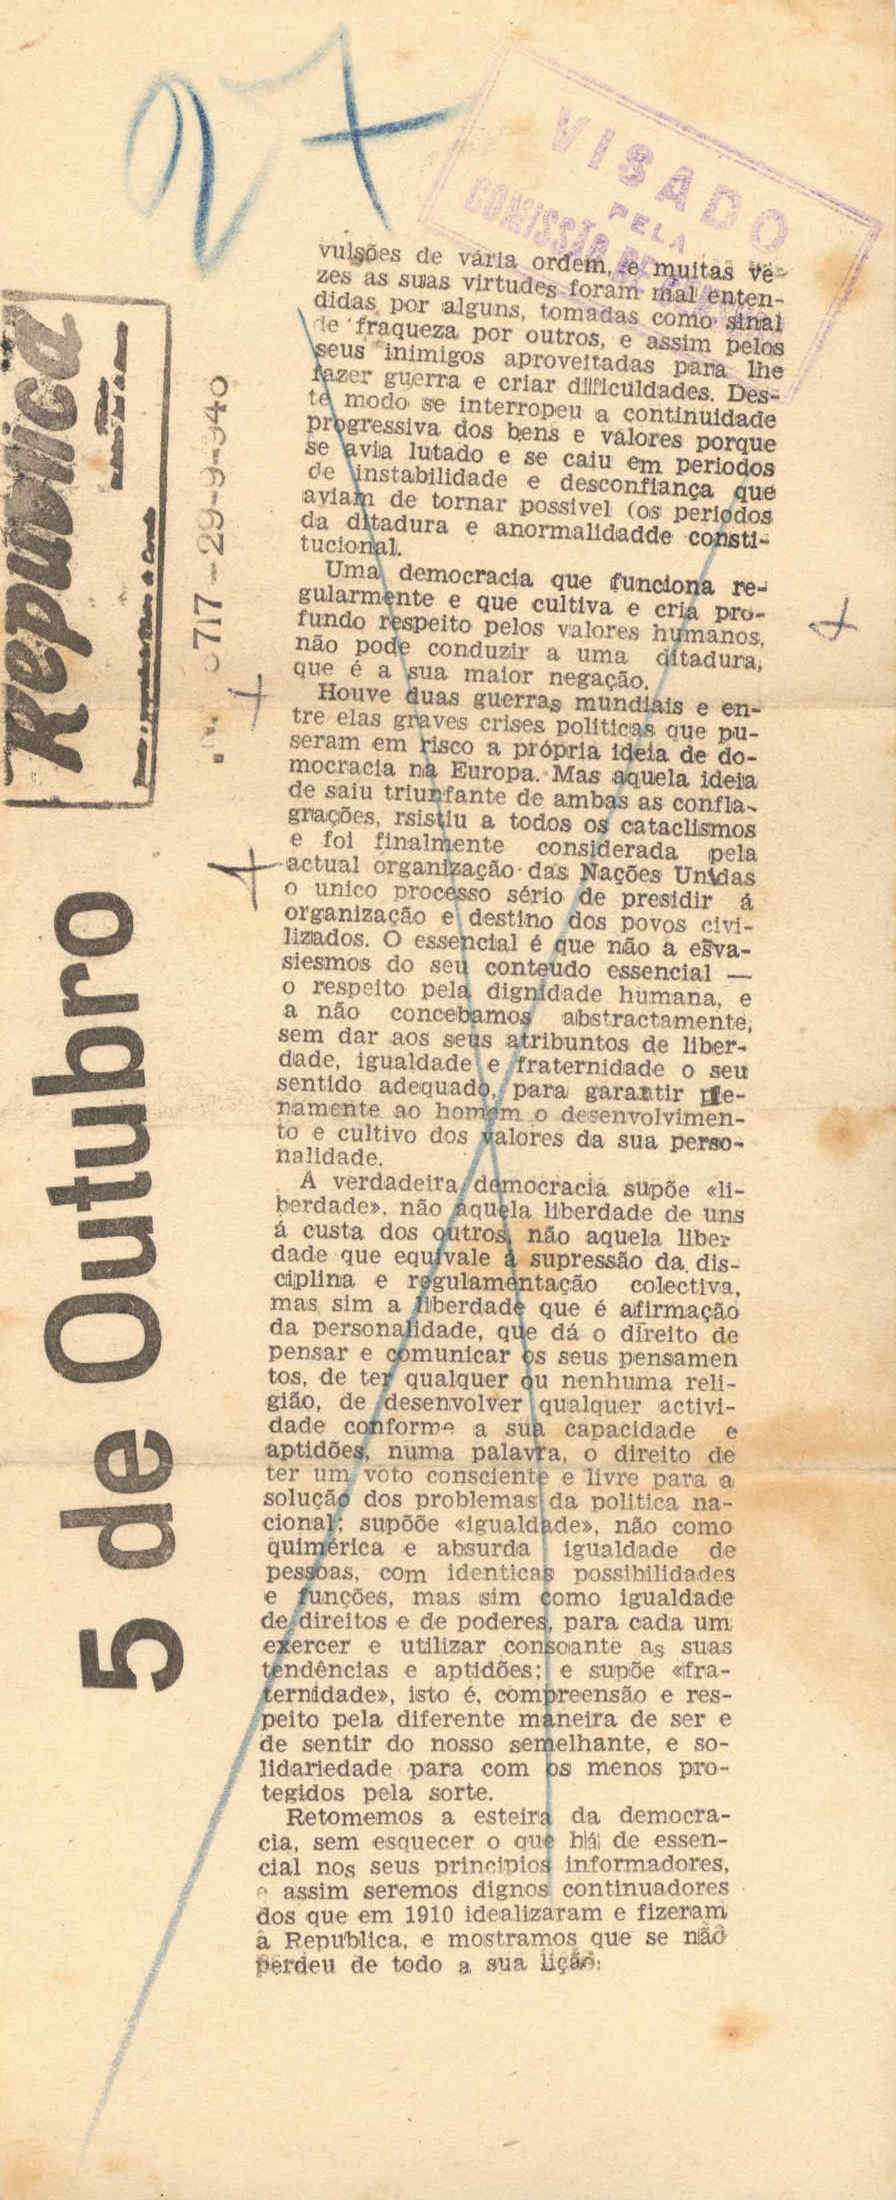 27
VISADO
PELA
COMISSÃO DE
República
717-29-9-940
5 de Outubro
vulsões de vária ordem, e muitas ve-
zes as suas virtudes foram mal enten-
didas por alguns, tomadas como sinal
de fraqueza por outros, e assim pelos
seus inimigos aproveitadas para lhe
fazer guerra e criar dificuldades. Des-
te modo se interropeu a continuidade
progressiva dos bens e válores porque
se avia lutado e se caiu em periodos
de instabilidade e desconfiança que
aviam de tornar possivel (os periodos
da ditadura e anormalidadde consti-
tucional.
Uma democracia que funciona re-
gularmente e que cultiva e cria pro-
fundo respeito pelos valores humanos,
não pode conduzir a uma ditadura,
que é a sua maior negação.
Houve duas guerras mundiais e en-
tre elas graves crises politicas que pu-
seram em risco a própria ideia de do-
mocracia na Europa. Mas aquela ideia
de saiu triunfante de ambas as confla-
grações, rsistiu a todos os cataclismos
e foi finalmente considerada pela
actual órganização das Nações Unidas
o unico processo sério de presidir á
organização e destino dos povos civi-
lizados. O essencial é que não a esva-
siesmos do seu conteúdo essencial —
o respeito pela dignidade humana, e
a não concebamos abstractamente,
sem dar aos seus atribuntos de liber-
dade, igualdade e fraternidade o seu
sentido adequado, para garantir ple-
namente ao homem o desenvolvimen-
to e cultivo dos valores da sua perso-
nalidade.
A verdadeira democracia supõe «li-
berdade», não aquela liberdade de uns
á custa dos outros, não aquela liber
dade que equivale á supressão da dis-
ciplina e regulamentação colectiva,
mas sim a liberdade que é afirmação
da personalidade, que dá o direito de
pensar e comunicar os seus pensamen
tos, de ter qualquer ou nenhuma reli-
gião, de desenvolver qualquer activi-
dade conforme a sua capacidade e
aptidões, numa palavra, o direito de
ter um voto consciente e livre para a
solução dos problemas da politica na-
cional; supõõe «igualdade», não como
quimérica e absurda igualdade de
pessoas, com identicas possibilidades
e funções, mas sim como igualdade
de direitos e de poderes, para cada um
exercer e utilizar consoante as suas
tendências e aptidões; e supõe «fra-
ternidade», isto é, compreensão e res-
peito pela diferente maneira de ser e
de sentir do nosso semelhante, e so-
lidariedade para com os menos pro-
tegidos pela sorte.
Retomemos a esteira da democra-
cia, sem esquecer o que há de essen-
cial nos seus principios informadores,
e assim seremos dignos continuadores
dos que em 1910 idealizaram e fizeram
a Republica, e mostramos que se não
perdeu de todo a sua lição.